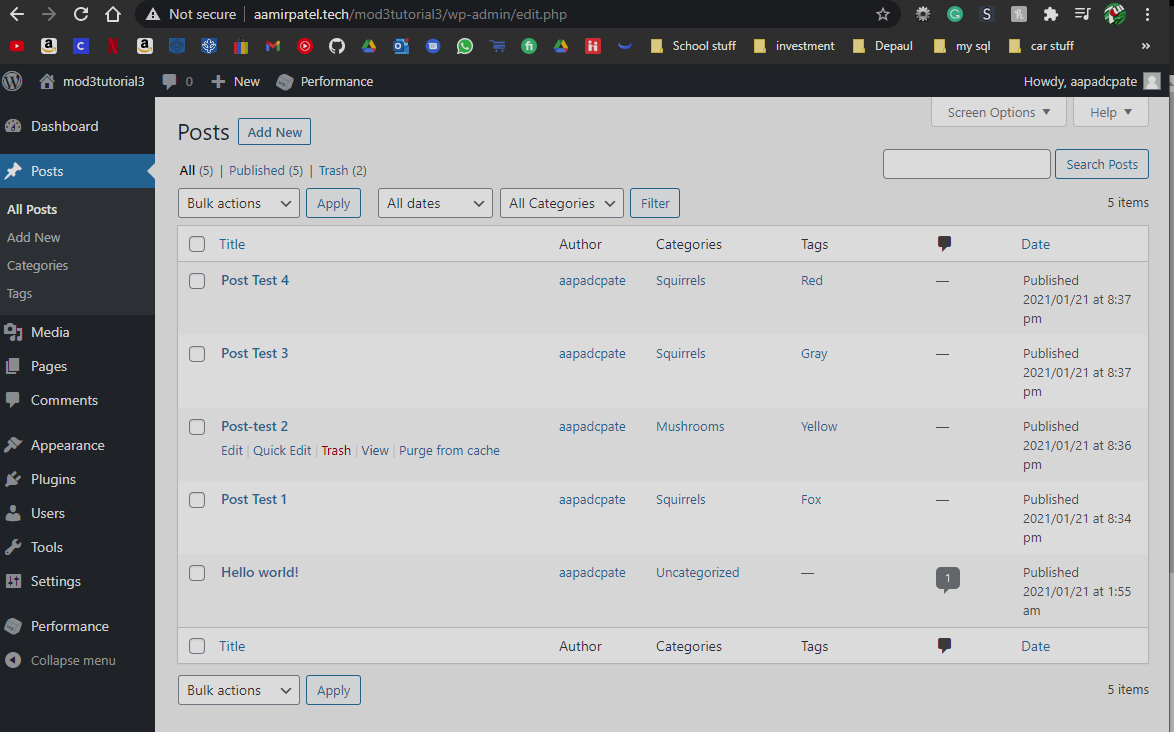 Not secure | aamirpatel.tech/mod3tutorial3/wp-admin/edit.php
School stuff investment Depaul my sql car stuff »
mod3tutorial3 0 + New Performance Howdy, aapadcpate
Dashboard
Posts
All Posts
Add New
Categories
Tags
Media
Pages
Comments
Appearance
Plugins
Users
Tools
Settings
Performance
Collapse menu
Screen Options Help
Posts Add New
All (5) | Published (5) | Trash (2)
Search Posts
Bulk actions Apply All dates All Categories Filter 5 items
Title Author Categories Tags Date
Post Test 4 aapadcpate Squirrels Red — Published
2021/01/21 at 8:37
pm
Post Test 3 aapadcpate Squirrels Gray — Published
2021/01/21 at 8:37
pm
Post-test 2 aapadcpate Mushrooms Yellow — Published
Edit | Quick Edit | Trash | View | Purge from cache 2021/01/21 at 8:36
pm
Post Test 1 aapadcpate Squirrels Fox — Published
2021/01/21 at 8:34
pm
Hello world! aapadcpate Uncategorized — 1 Published
2021/01/21 at 1:55
am
Title Author Categories Tags Date
Bulk actions Apply 5 items